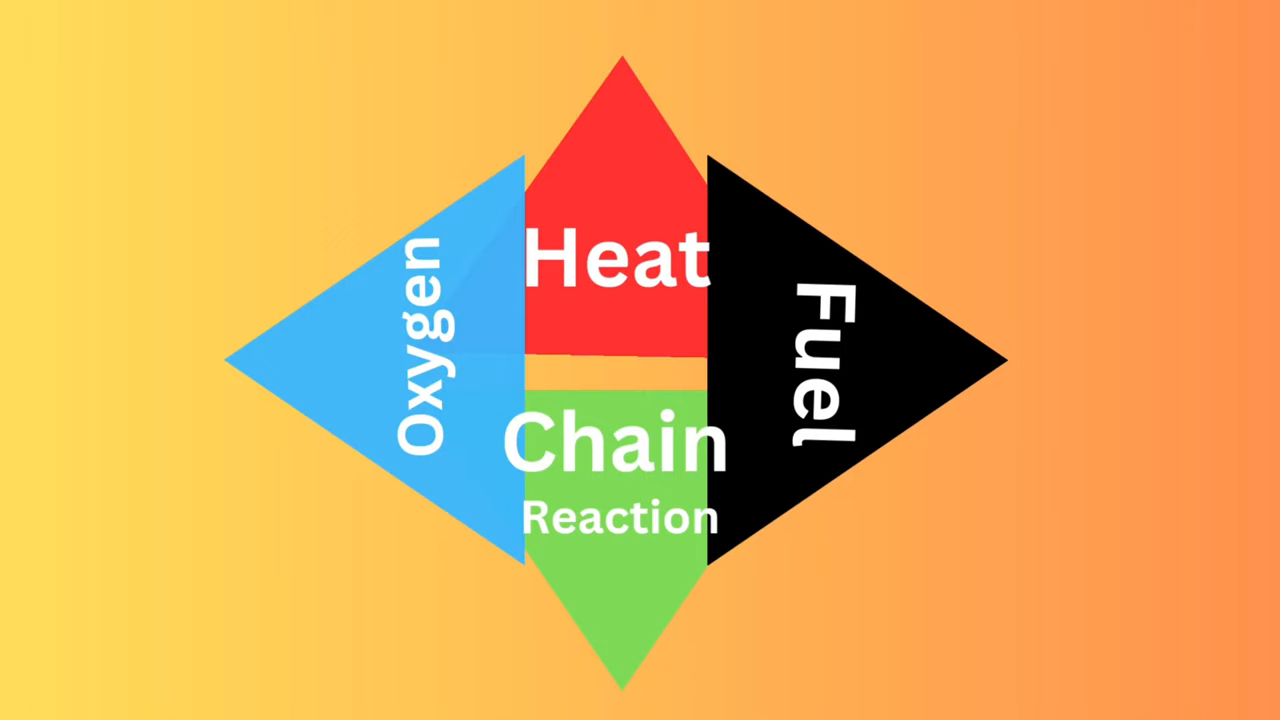 Heat
Oxygen
Fuel
Chain
Reaction